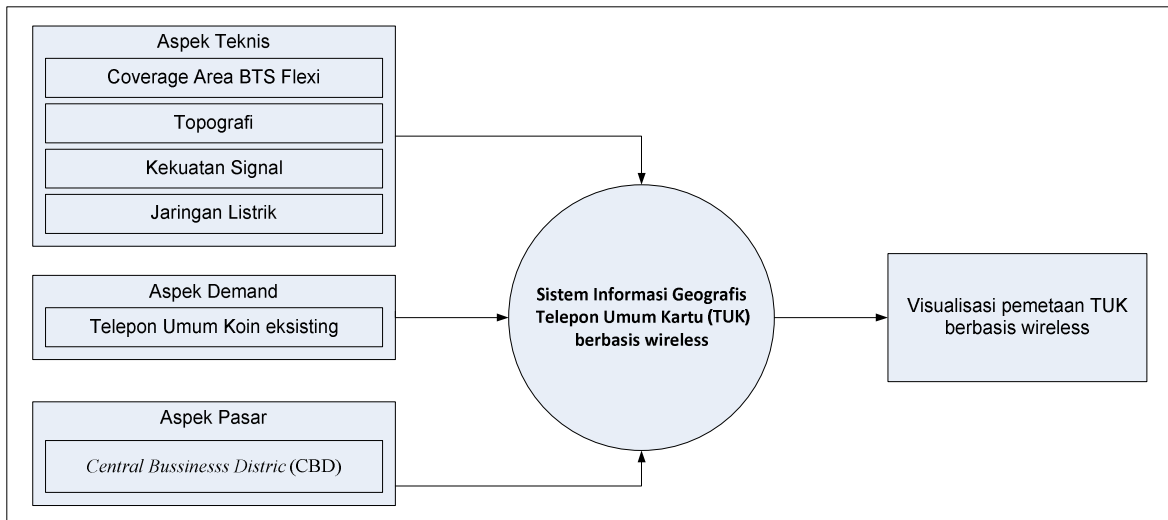 Aspek Teknis
Coverage Area BTS Flexi
Topografi
Kekuatan Signal
Jaringan Listrik
Aspek Demand
Telepon Umum Koin eksisting
Aspek Pasar
Central Bussinesss Distric (CBD)
Sistem Informasi Geografis
Telepon Umum Kartu (TUK)
berbasis wireless
Visualisasi pemetaan TUK
berbasis wireless